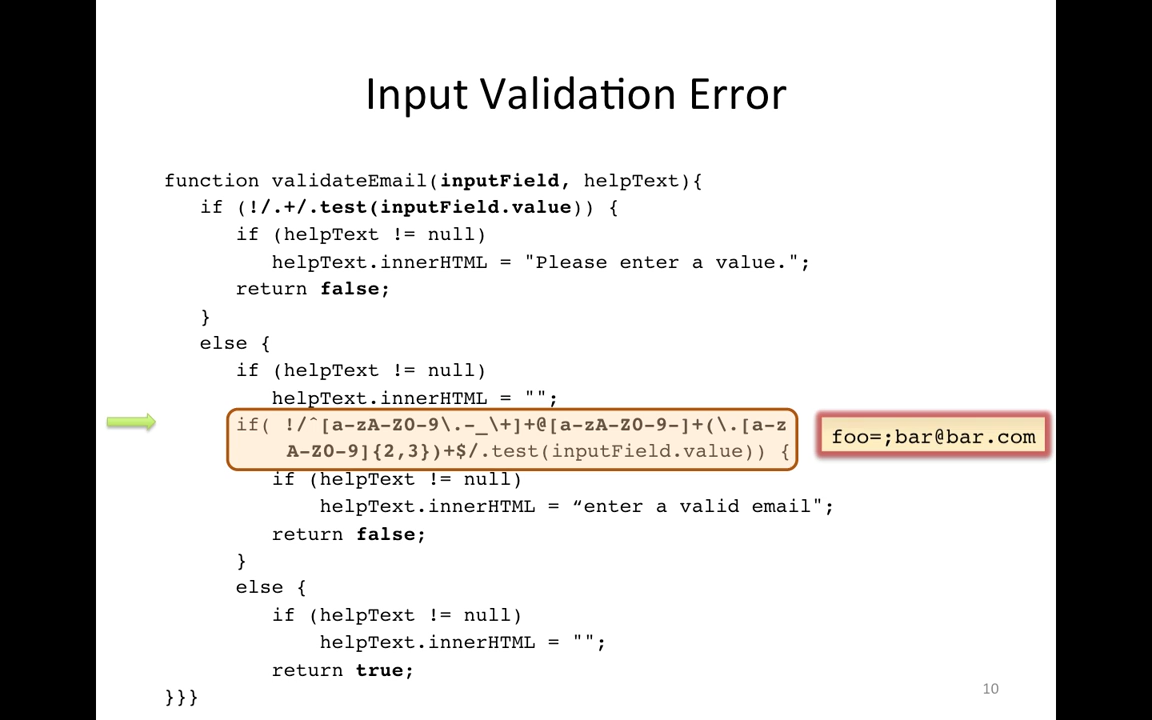 Input Validation Error
function validateEmail(inputField, helpText){
if (!/.+/.test(inputField.value)) {
if (helpText != null)
helpText.innerHTML = "Please enter a value.";
return false;
}
else {
if (helpText != null)
helpText.innerHTML = "";
if( !/^[a-zA-Z0-9\.-_\+]+@[a-zA-Z0-9-]+(\.[a-z
A-Z0-9]{2,3})+$/.test(inputField.value)) {
foo=;bar@bar.com
if (helpText != null)
helpText.innerHTML = “enter a valid email";
return false;
}
else {
if (helpText != null)
helpText.innerHTML = "";
return true;
}}}
10